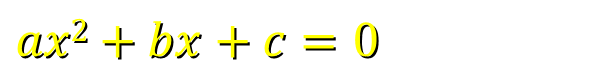 ax² + bx + c = 0